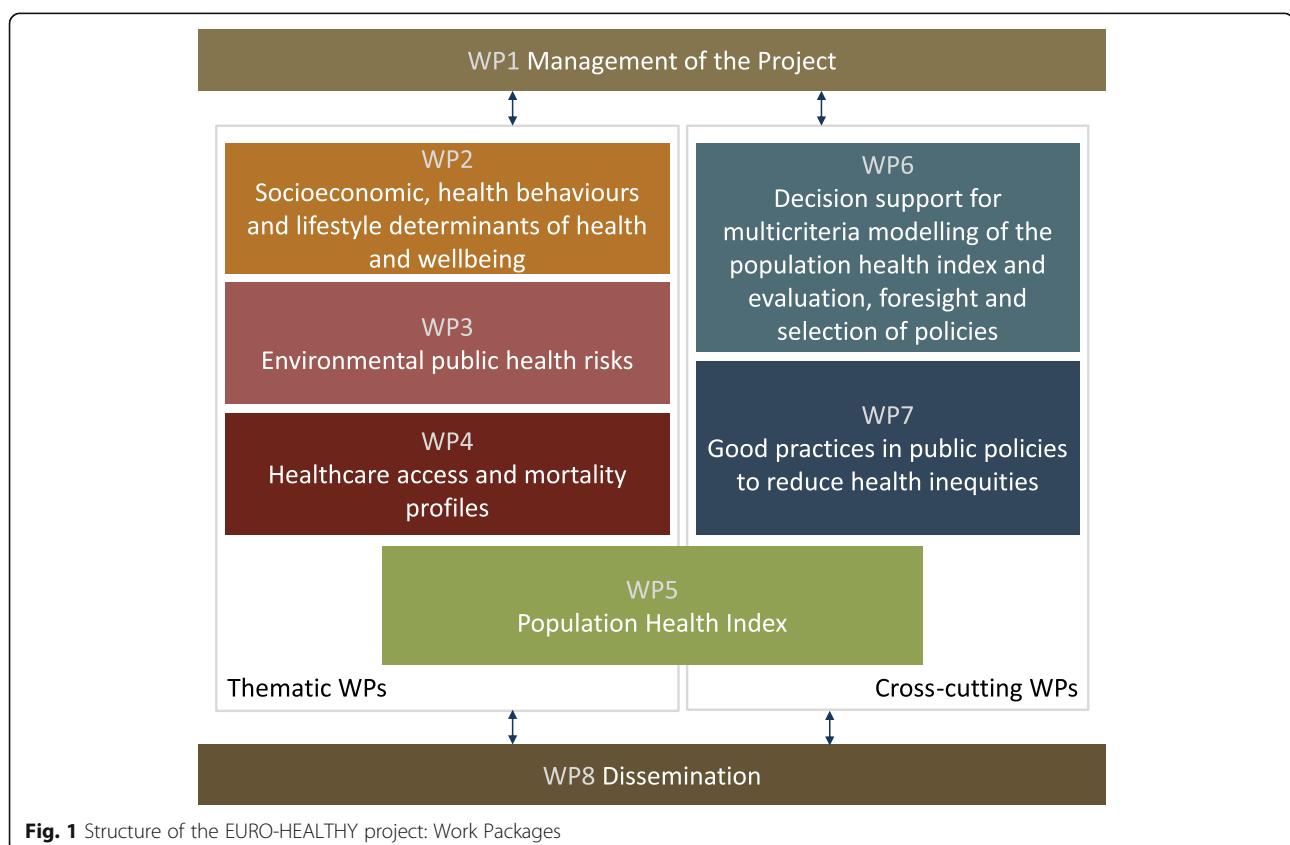 WP1 Management of the Project
WP2
Socioeconomic, health behaviours
and lifestyle determinants of health
and wellbeing
WP3
Environmental public health risks
WP4
Healthcare access and mortality
profiles
WP6
Decision support for
multicriteria modelling of the
population health index and
evaluation, foresight and
selection of policies
WP7
Good practices in public policies
to reduce health inequities
WP5
Population Health Index
Thematic WPs
Cross-cutting WPs
WP8 Dissemination
Fig. 1 Structure of the EURO-HEALTHY project: Work Packages